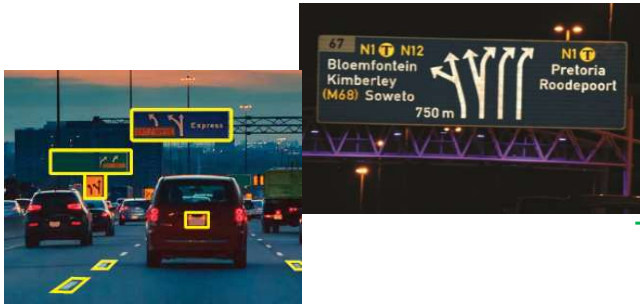 Express
67
N1 T N12
Bloemfontein
Kimberley
(M68) Soweto
750 m
N1 T
Pretoria
Roodepoort